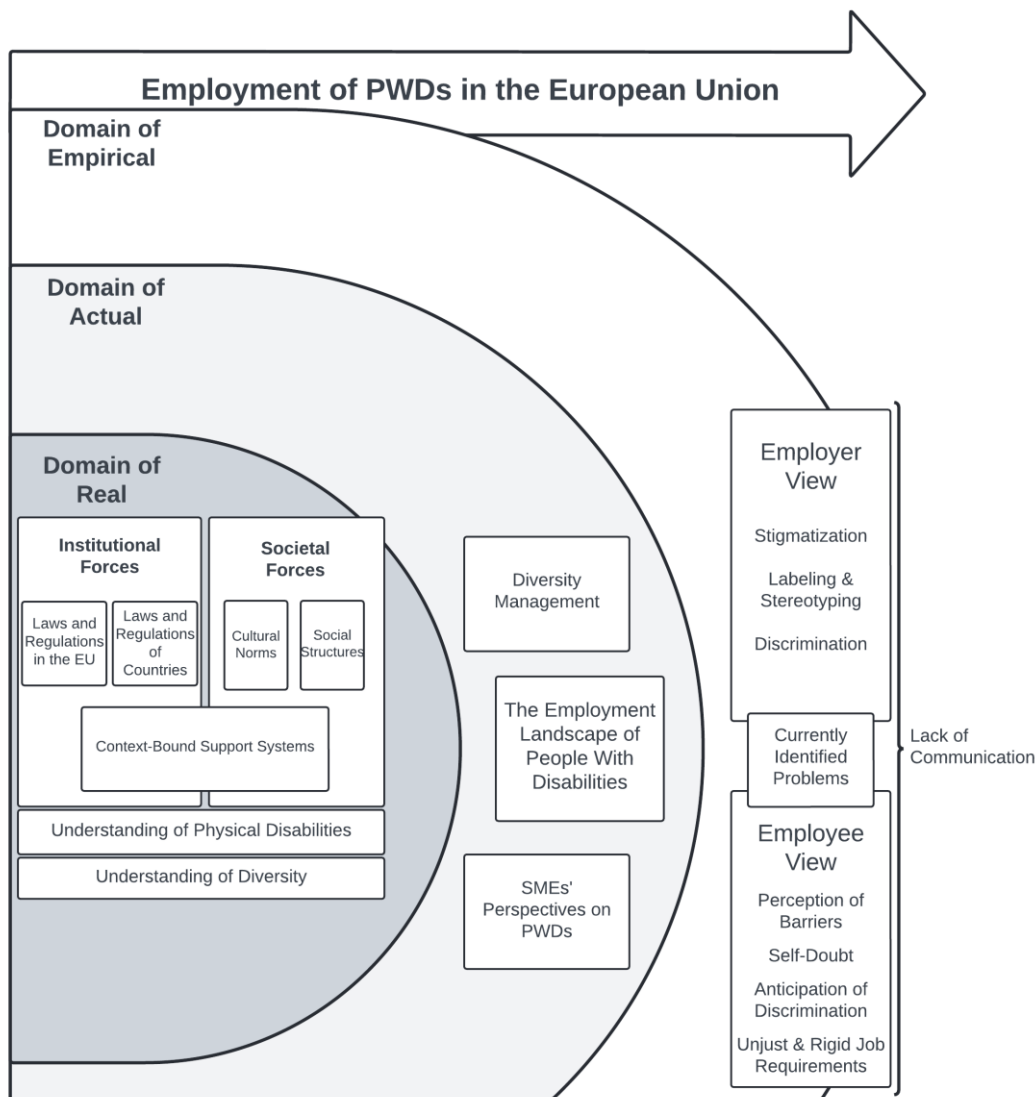 Employment of PWDs in the European Union
Domain of
Empirical
Domain of
Actual
Domain of
Real
Institutional
Forces
Laws and
Regulations
in the EU
Laws and
Regulations
of
Countries
Societal
Forces
Cultural
Norms
Social
Structures
Context-Bound Support Systems
Understanding of Physical Disabilities
Understanding of Diversity
Diversity
Management
The Employment
Landscape of
People With
Disabilities
SMEs'
Perspectives on
PWDs
Employer
View
Stigmatization
Labeling &
Stereotyping
Discrimination
Currently
Identified
Problems
Employee
View
Perception of
Barriers
Self-Doubt
Anticipation of
Discrimination
Unjust & Rigid Job
Requirements
Lack of
Communication